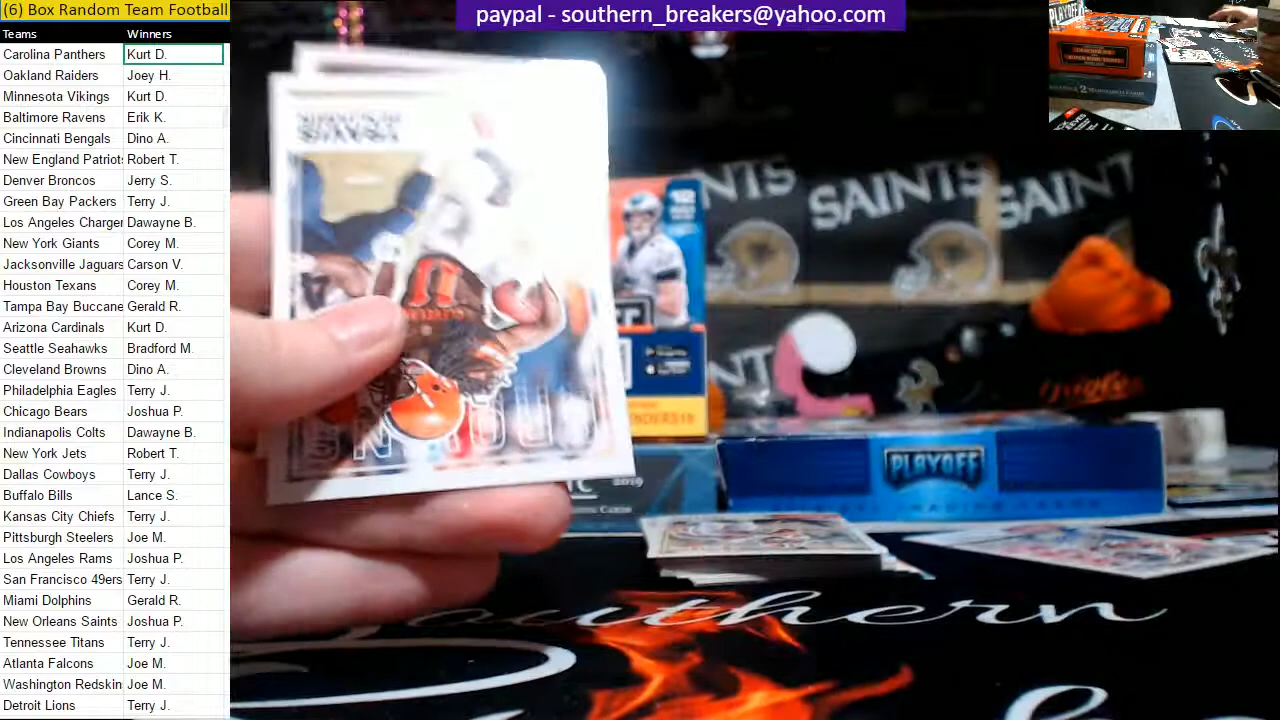 (6) Box Random Team Football
Teams Winners
Carolina Panthers Kurt D.
Oakland Raiders Joey H.
Minnesota Vikings Kurt D.
Baltimore Ravens Erik K.
Cincinnati Bengals Dino A.
New England Patriots Robert T.
Denver Broncos Jerry S.
Green Bay Packers Terry J.
Los Angeles Charger Dawayne B.
New York Giants Corey M.
Jacksonville Jaguars Carson V.
Houston Texans Corey M.
Tampa Bay Buccane Gerald R.
Arizona Cardinals Kurt D.
Seattle Seahawks Bradford M.
Cleveland Browns Dino A.
Philadelphia Eagles Terry J.
Chicago Bears Joshua P.
Indianapolis Colts Dawayne B.
New York Jets Robert T.
Dallas Cowboys Terry J.
Buffalo Bills Lance S.
Kansas City Chiefs Terry J.
Pittsburgh Steelers Joe M.
Los Angeles Rams Joshua P.
San Francisco 49ers Terry J.
Miami Dolphins Gerald R.
New Orleans Saints Joshua P.
Tennessee Titans Terry J.
Atlanta Falcons Joe M.
Washington Redskin Joe M.
Detroit Lions Terry J.
paypal - southern_breakers@yahoo.com
PLAYOFF
NTS SAINTS SAINT
NT
PLAYOFF
2019
Southern